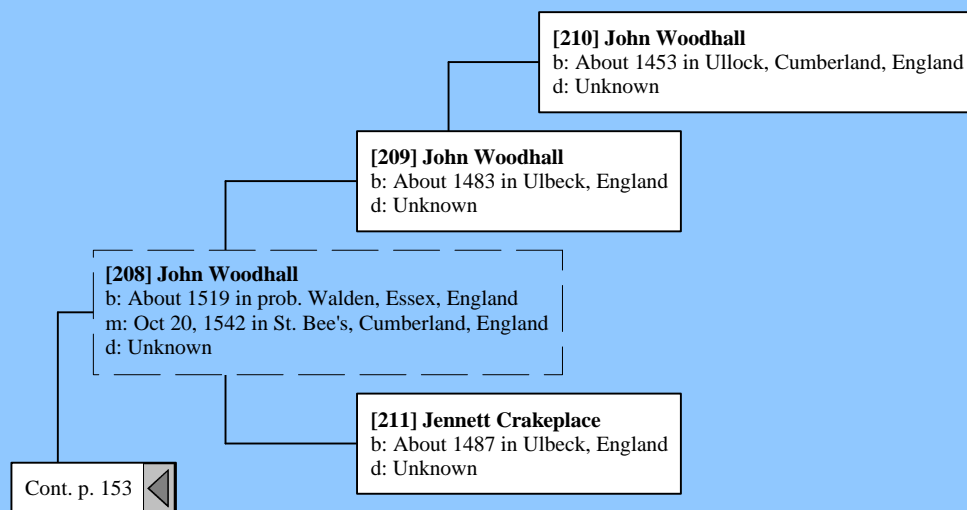 [210] John Woodhall
b: About 1453 in Ullock, Cumberland, England
d: Unknown
[209] John Woodhall
b: About 1483 in Ulbeck, England
d: Unknown
[208] John Woodhall
b: About 1519 in prob. Walden, Essex, England
m: Oct 20, 1542 in St. Bee's, Cumberland, England
d: Unknown
[211] Jennett Crakeplace
b: About 1487 in Ulbeck, England
d: Unknown
Cont. p. 153